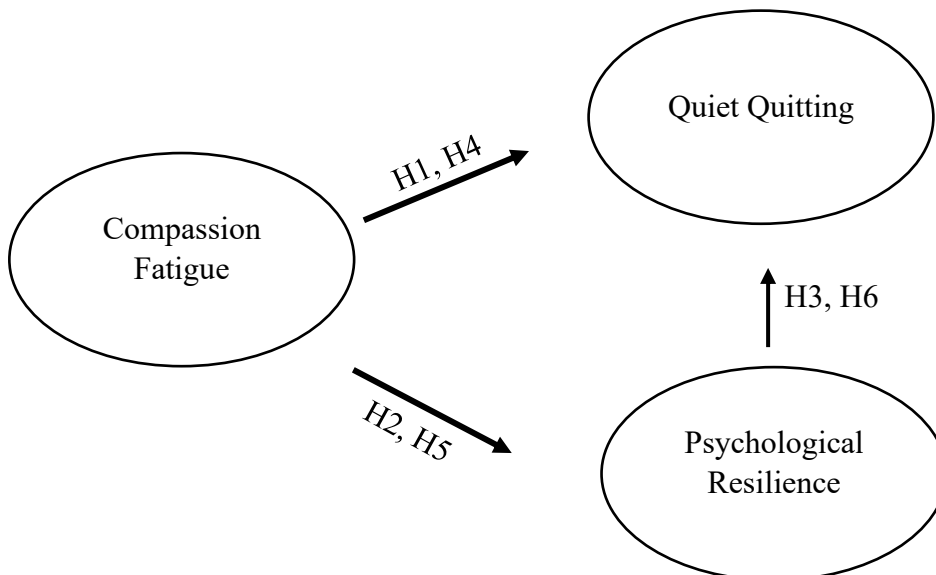 Quiet Quitting
H1, H4
Compassion
Fatigue
H3, H6
H2, H5
Psychological
Resilience